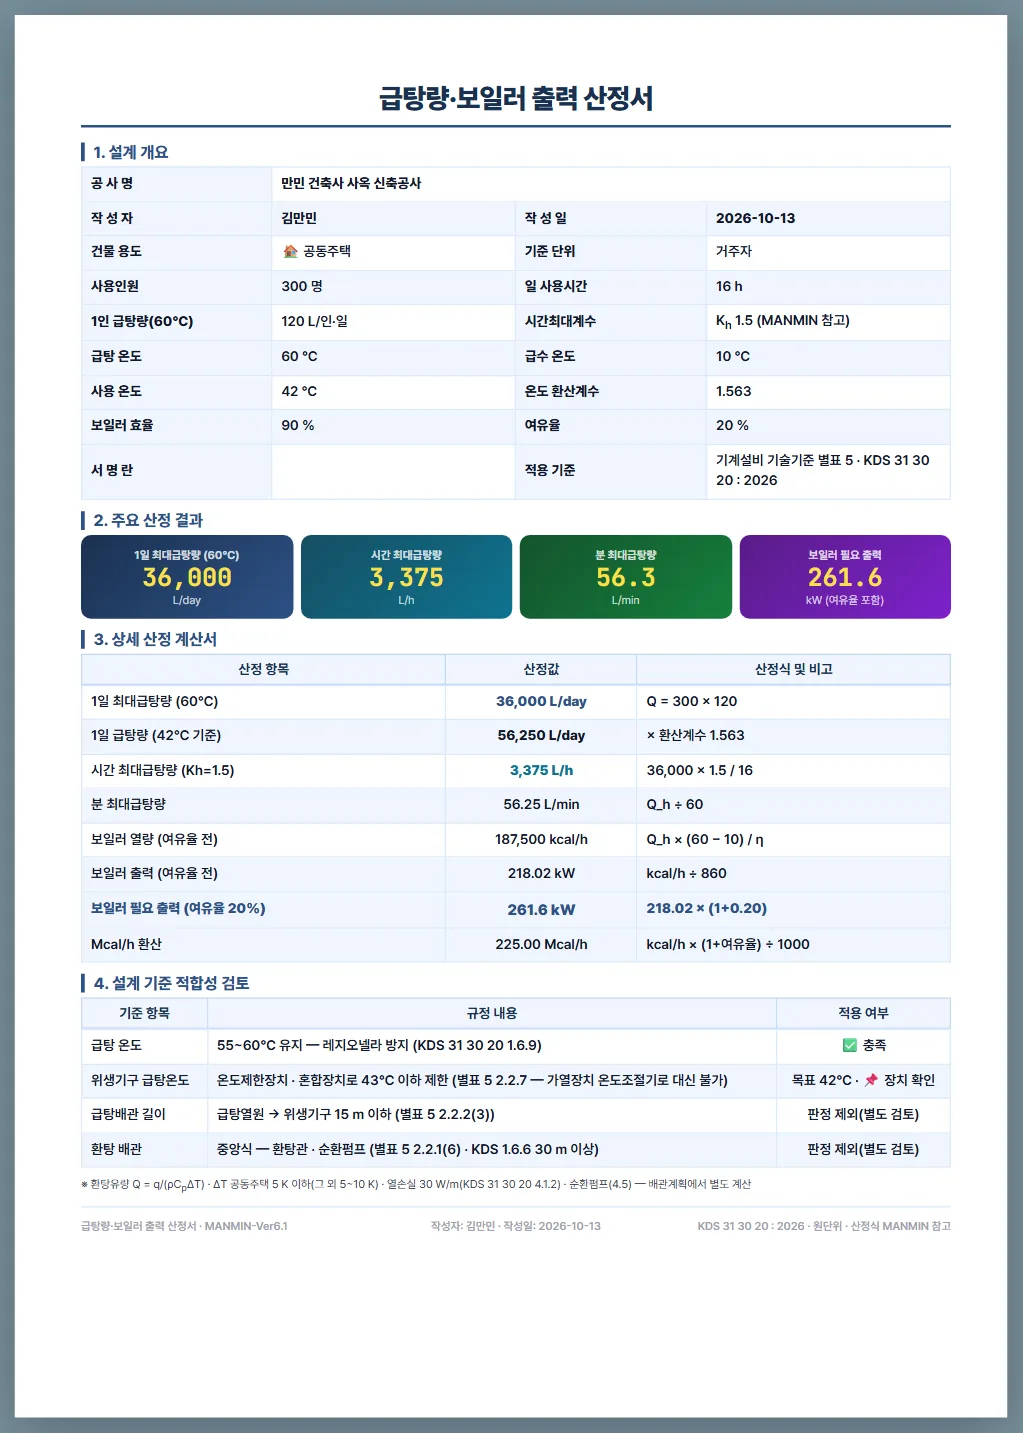 급탕량·보일러 출력 산정서
1. 설계 개요
공 사 명 만민 건축사 사옥 신축공사
작 성 자 김만민 작 성 일 2026-10-13
건물 용도 🏠 공동주택 기준 단위 거주자
사용인원 300 명 일 사용시간 16 h
1인 급탕량(60℃) 120 L/인·일 시간최대계수 Kh 1.5 (MANMIN 참고)
급탕 온도 60 ℃ 급수 온도 10 ℃
사용 온도 42 ℃ 온도 환산계수 1.563
보일러 효율 90 % 여유율 20 %
서 명 란 적용 기준 기계설비 기술기준 별표 5 · KDS 31 30
20 : 2026
2. 주요 산정 결과
1일 최대급탕량 (60℃) 시간 최대급탕량 분 최대급탕량 보일러 필요 출력
36,000 3,375 56.3 261.6
L/day L/h L/min kW (여유율 포함)
3. 상세 산정 계산서
산정 항목 산정값 산정식 및 비고
1일 최대급탕량 (60℃) 36,000 L/day Q = 300 × 120
1일 급탕량 (42℃ 기준) 56,250 L/day × 환산계수 1.563
시간 최대급탕량 (Kh=1.5) 3,375 L/h 36,000 × 1.5 / 16
분 최대급탕량 56.25 L/min Q_h ÷ 60
보일러 열량 (여유율 전) 187,500 kcal/h Q_h × (60 − 10) / η
보일러 출력 (여유율 전) 218.02 kW kcal/h ÷ 860
보일러 필요 출력 (여유율 20%) 261.6 kW 218.02 × (1+0.20)
Mcal/h 환산 225.00 Mcal/h kcal/h × (1+여유율) ÷ 1000
4. 설계 기준 적합성 검토
기준 항목 규정 내용 적용 여부
급탕 온도 55~60℃ 유지 — 레지오넬라 방지 (KDS 31 30 20 1.6.9) ✅ 충족
위생기구 급탕온도 온도제한장치 · 혼합장치로 43℃ 이하 제한 (별표 5 2.2.7 — 가열장치 온도조절기로 대신 불가) 목표 42℃ · 📌 장치 확인
급탕배관 길이 급탕열원 → 위생기구 15 m 이하 (별표 5 2.2.2(3)) 판정 제외(별도 검토)
환탕 배관 중앙식 — 환탕관 · 순환펌프 (별표 5 2.2.1(6) · KDS 1.6.6 30 m 이상) 판정 제외(별도 검토)
※ 환탕유량 Q = q/(ρCpΔT) · ΔT 공동주택 5 K 이하(그 외 5~10 K) · 열손실 30 W/m(KDS 31 30 20 4.1.2) · 순환펌프(4.5) — 배관계획에서 별도 계산
급탕량·보일러 출력 산정서 · MANMIN-Ver6.1 작성자: 김만민 · 작성일: 2026-10-13 KDS 31 30 20 : 2026 · 원단위 · 산정식 MANMIN 참고